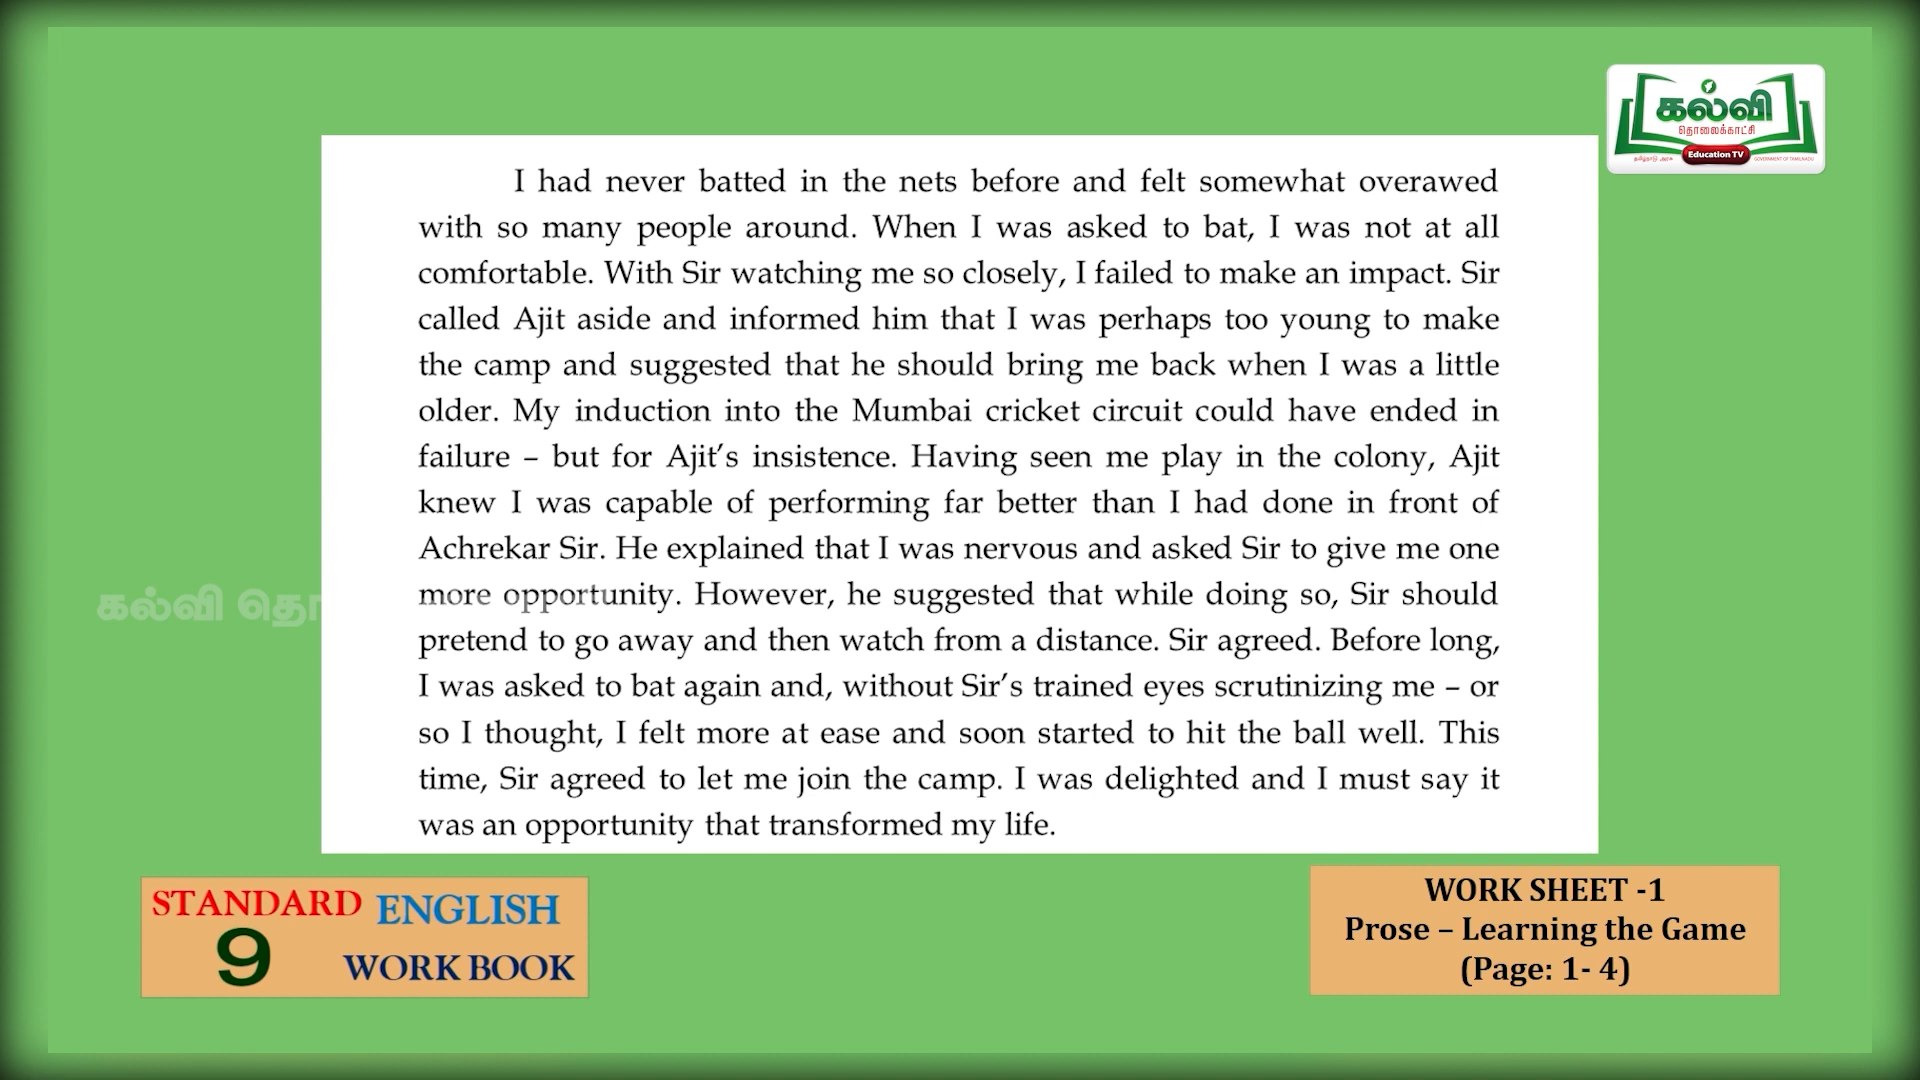 கல்வி
தொலைக்காட்சி
தமிழ்நாடு அரசு
Education TV
GOVERNMENT OF TAMILNADU
I had never batted in the nets before and felt somewhat overawed
with so many people around. When I was asked to bat, I was not at all
comfortable. With Sir watching me so closely, I failed to make an impact. Sir
called Ajit aside and informed him that I was perhaps too young to make
the camp and suggested that he should bring me back when I was a little
older. My induction into the Mumbai cricket circuit could have ended in
failure – but for Ajit’s insistence. Having seen me play in the colony, Ajit
knew I was capable of performing far better than I had done in front of
Achrekar Sir. He explained that I was nervous and asked Sir to give me one
more opportunity. However, he suggested that while doing so, Sir should
pretend to go away and then watch from a distance. Sir agreed. Before long,
I was asked to bat again and, without Sir’s trained eyes scrutinizing me – or
so I thought, I felt more at ease and soon started to hit the ball well. This
time, Sir agreed to let me join the camp. I was delighted and I must say it
was an opportunity that transformed my life.
கல்வி
STANDARD ENGLISH
9 WORK BOOK
WORK SHEET -1
Prose – Learning the Game
(Page: 1- 4)